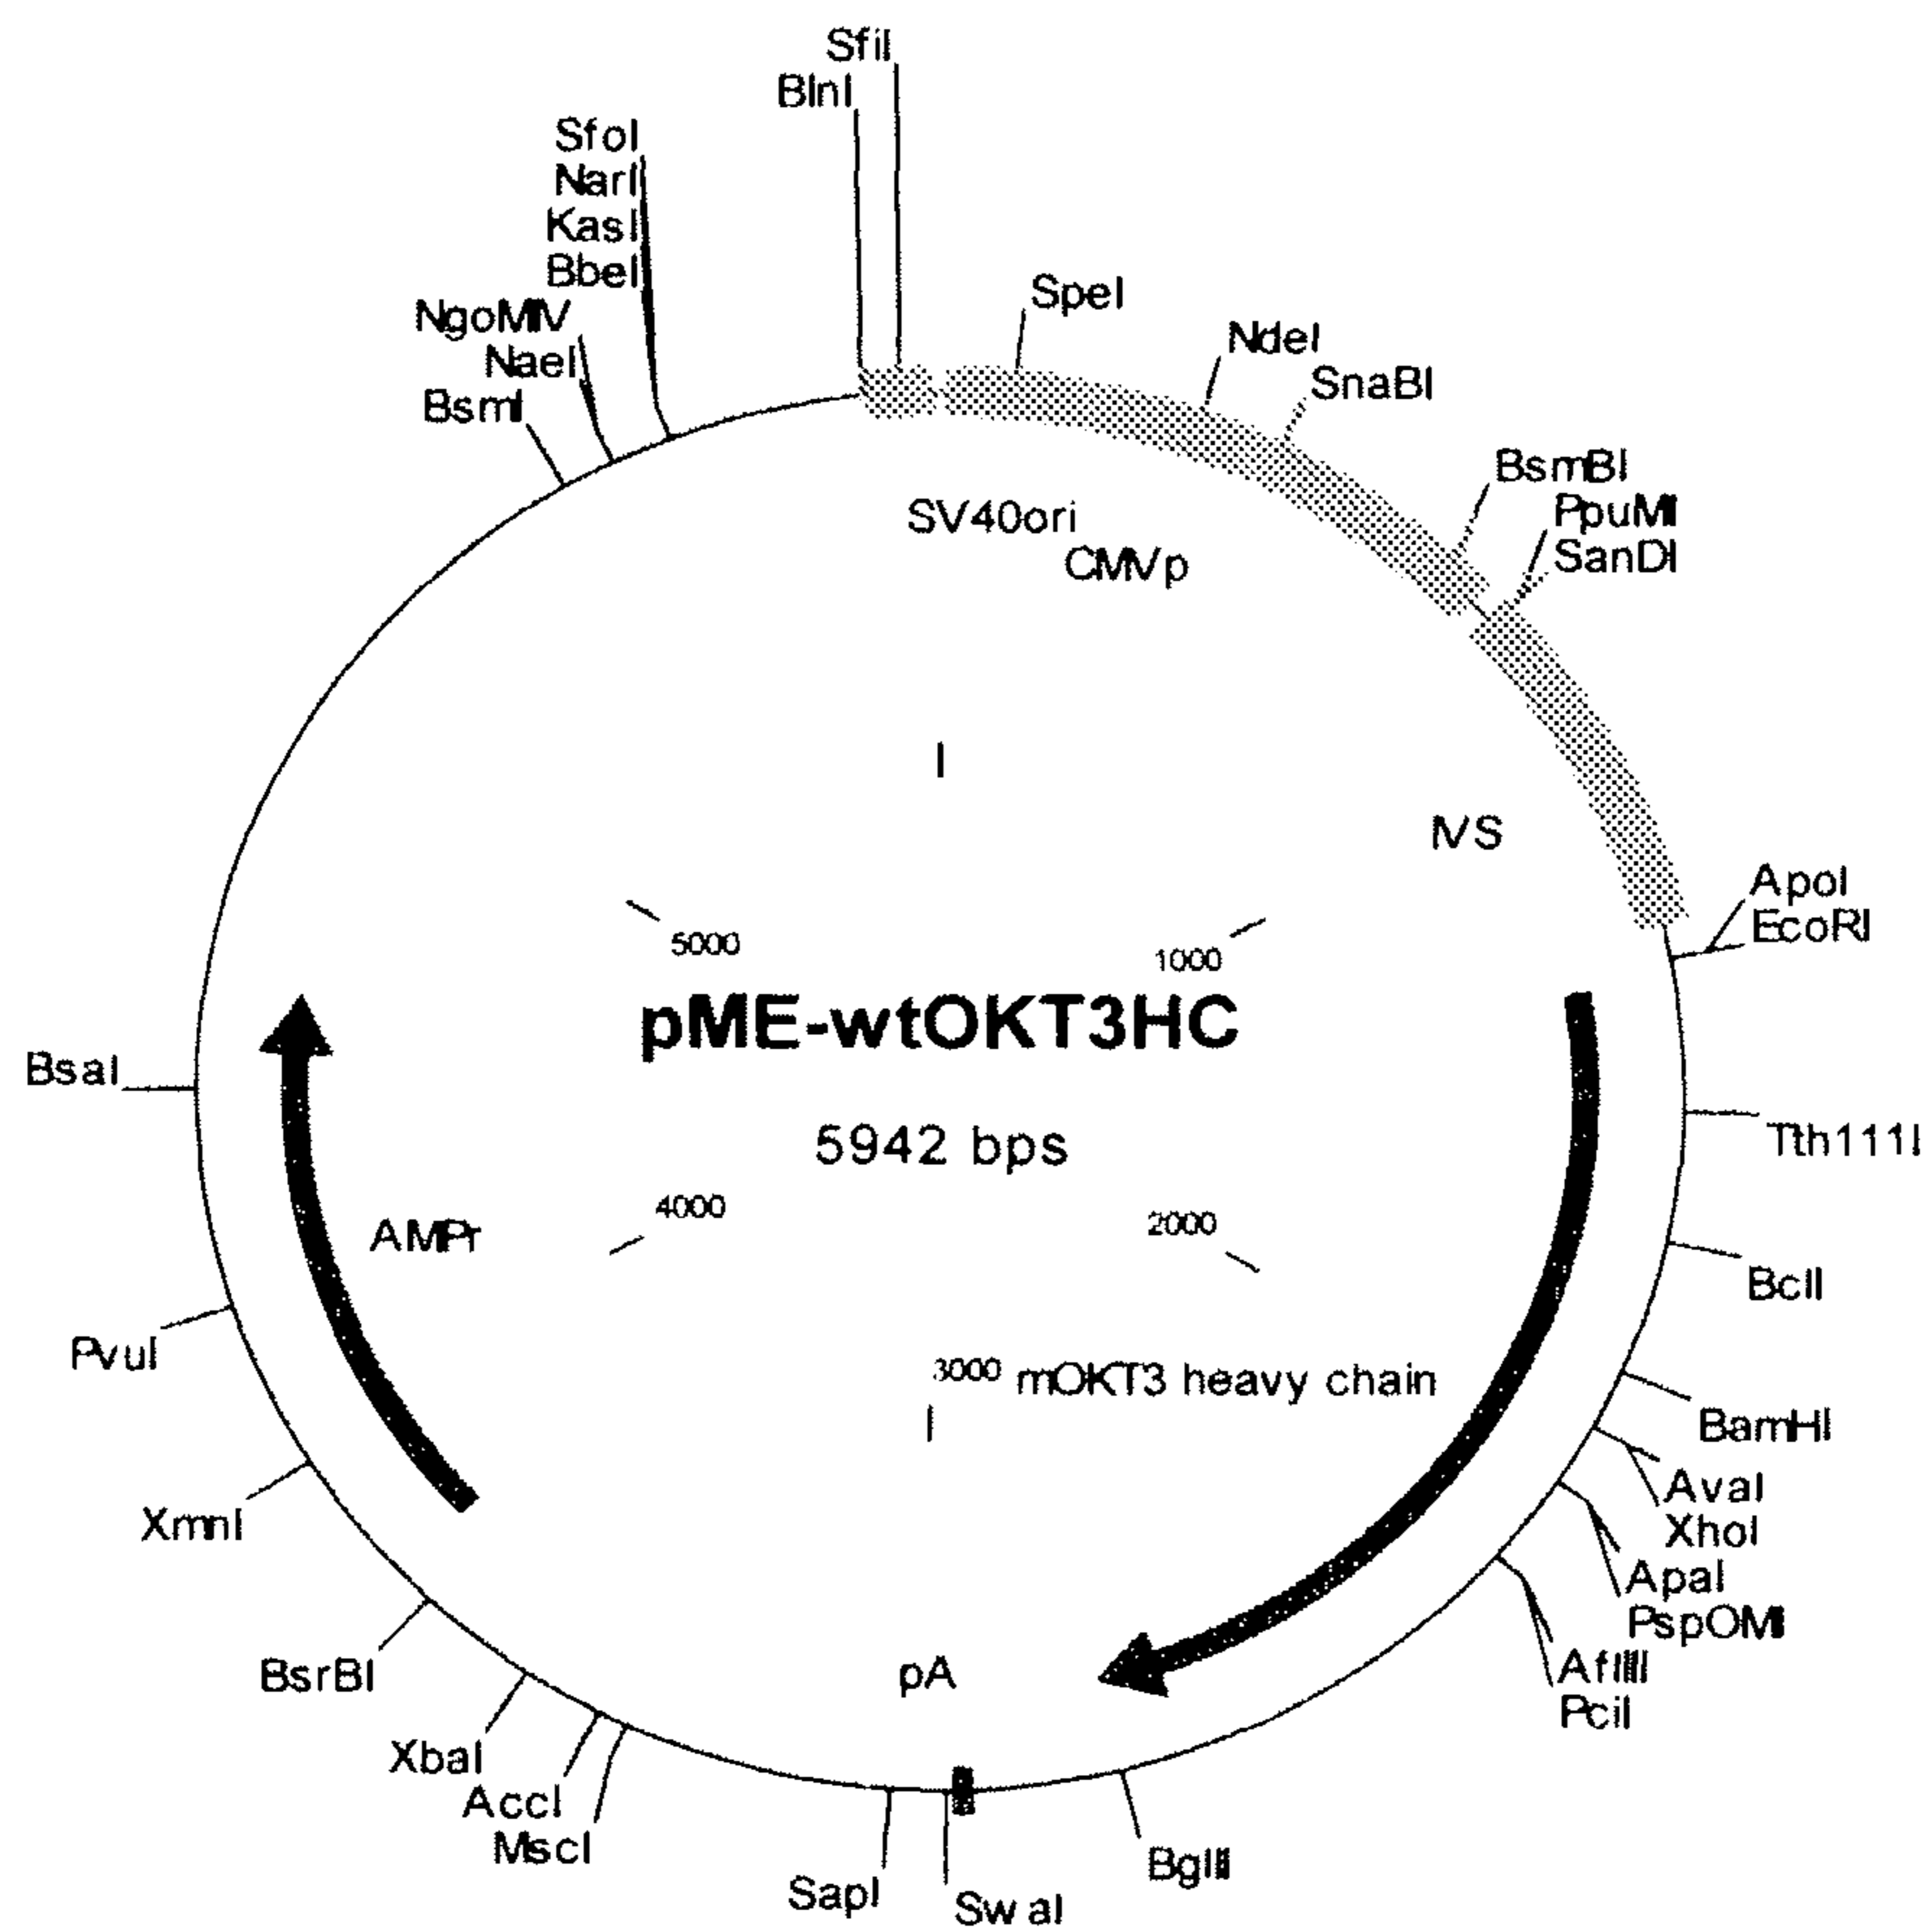 SfiI
BlnI
SfoI
NarI
KasI
BbeI
NgoMIV
NaeI
BsmI
SpeI
NdeI
SnaBI
BsmBI
PpuMI
SanDI
SV40ori
CMVp
IVS
ApoI
EcoRI
5000
1000
pME-wtOKT3HC
5942 bps
BsaI
Tth111I
4000
2000
AMPr
BclI
PvuI
3000
mOKT3 heavy chain
BamHI
AvaI
XhoI
XmnI
ApaI
PspOMI
AflIII
PciI
pA
BsrBI
XbaI
AccI
MscI
SapI
SwaI
BglII